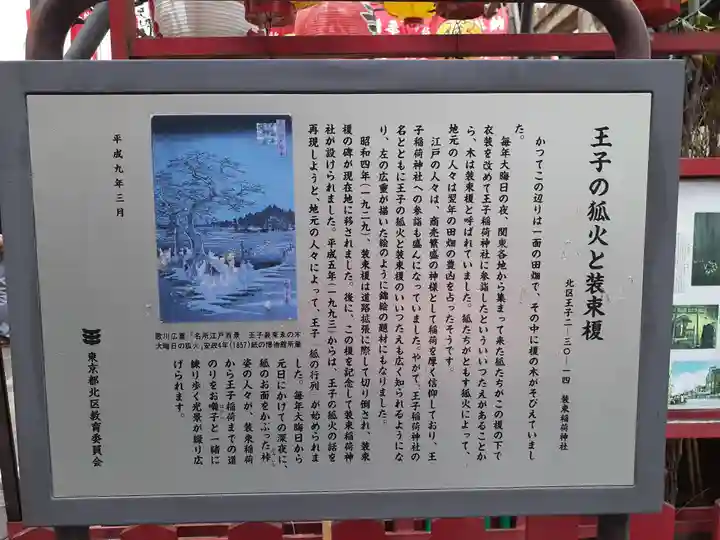 王子の狐火と装束榎
北区王子二-三〇-一四　装束稲荷神社
かつてこの辺りは一面の田畑で、その中に榎の木がそびえていまし
た。
毎年大晦日の夜、関東各地から集まって来た狐たちがこの榎の下で
衣装を改めて王子稲荷神社に参詣したといういいつたえがあることか
ら、木は装束榎と呼ばれていました。狐たちがともす狐火によって、
地元の人々は翌年の田畑の豊凶を占ったそうです。
江戸の人々は、商売繁盛の神様として稲荷を厚く信仰しており、王
子稲荷神社への参詣も盛んになっていました。やがて、王子稲荷神社の
名とともに王子の狐火と装束榎のいいつたえも広く知られるようにな
り、左の広重が描いた絵のように錦絵の題材にもなりました。
昭和四年(一九二九)、装束榎は道路拡張に際して切り倒され、装束
榎の碑が現在地に移されました。後に、この榎を記念して装束稲荷神
社が設けられました。平成五年(一九九三)からは、王子の狐火の話を
再現しようと、地元の人々によって、王子　狐の行列　が始められま
した。毎年大晦日から
元日にかけての深夜に、
狐のお面をかぶった裃
姿の人々が、装束稲荷
から王子稲荷までの道
のりをお囃子と一緒に
練り歩く光景が繰り広
げられます。
歌川広重「名所江戸百景　王子装束ゑの木
大晦日の狐火」安政4年(1857)紙の博物館所蔵
平成九年三月
東京都北区教育委員会